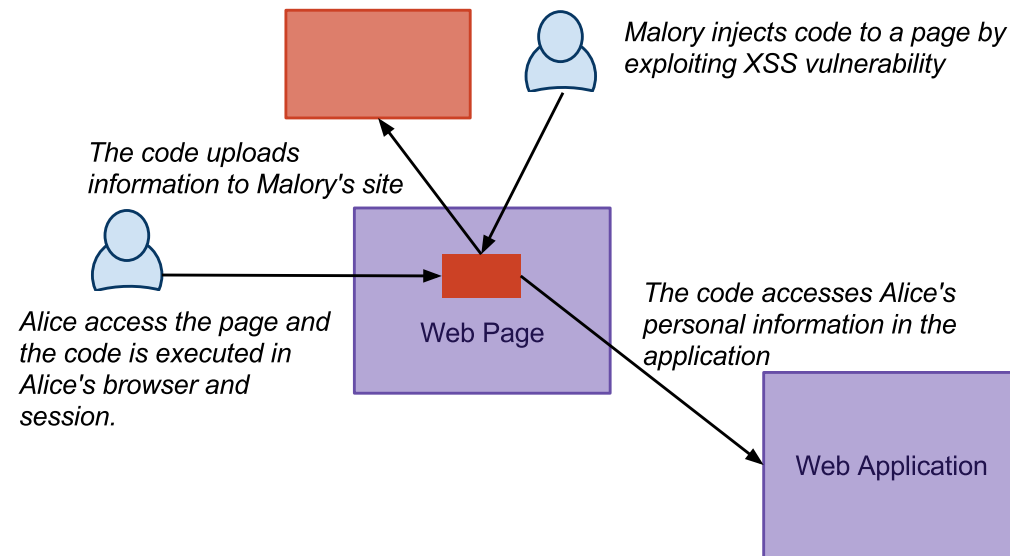 Malory injects code to a page by
exploiting XSS vulnerability
The code uploads
information to Malory's site
Alice access the page and
the code is executed in
Alice's browser and
session.
Web Page
The code accesses Alice's
personal information in the
application
Web Application